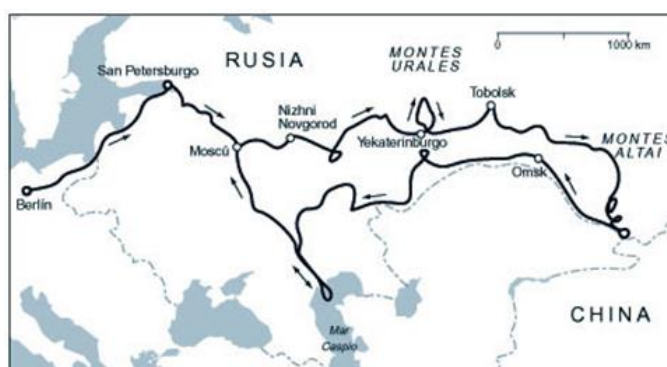 RUSIA
MONTES
URALES
1000 km
San Petersburgo
Tobolsk
Nizhni
Novgorod
Yekaterinburgo
MONTES
ALTAI
Moscú
Omsk
Berlín
CHINA
Mar
Caspio